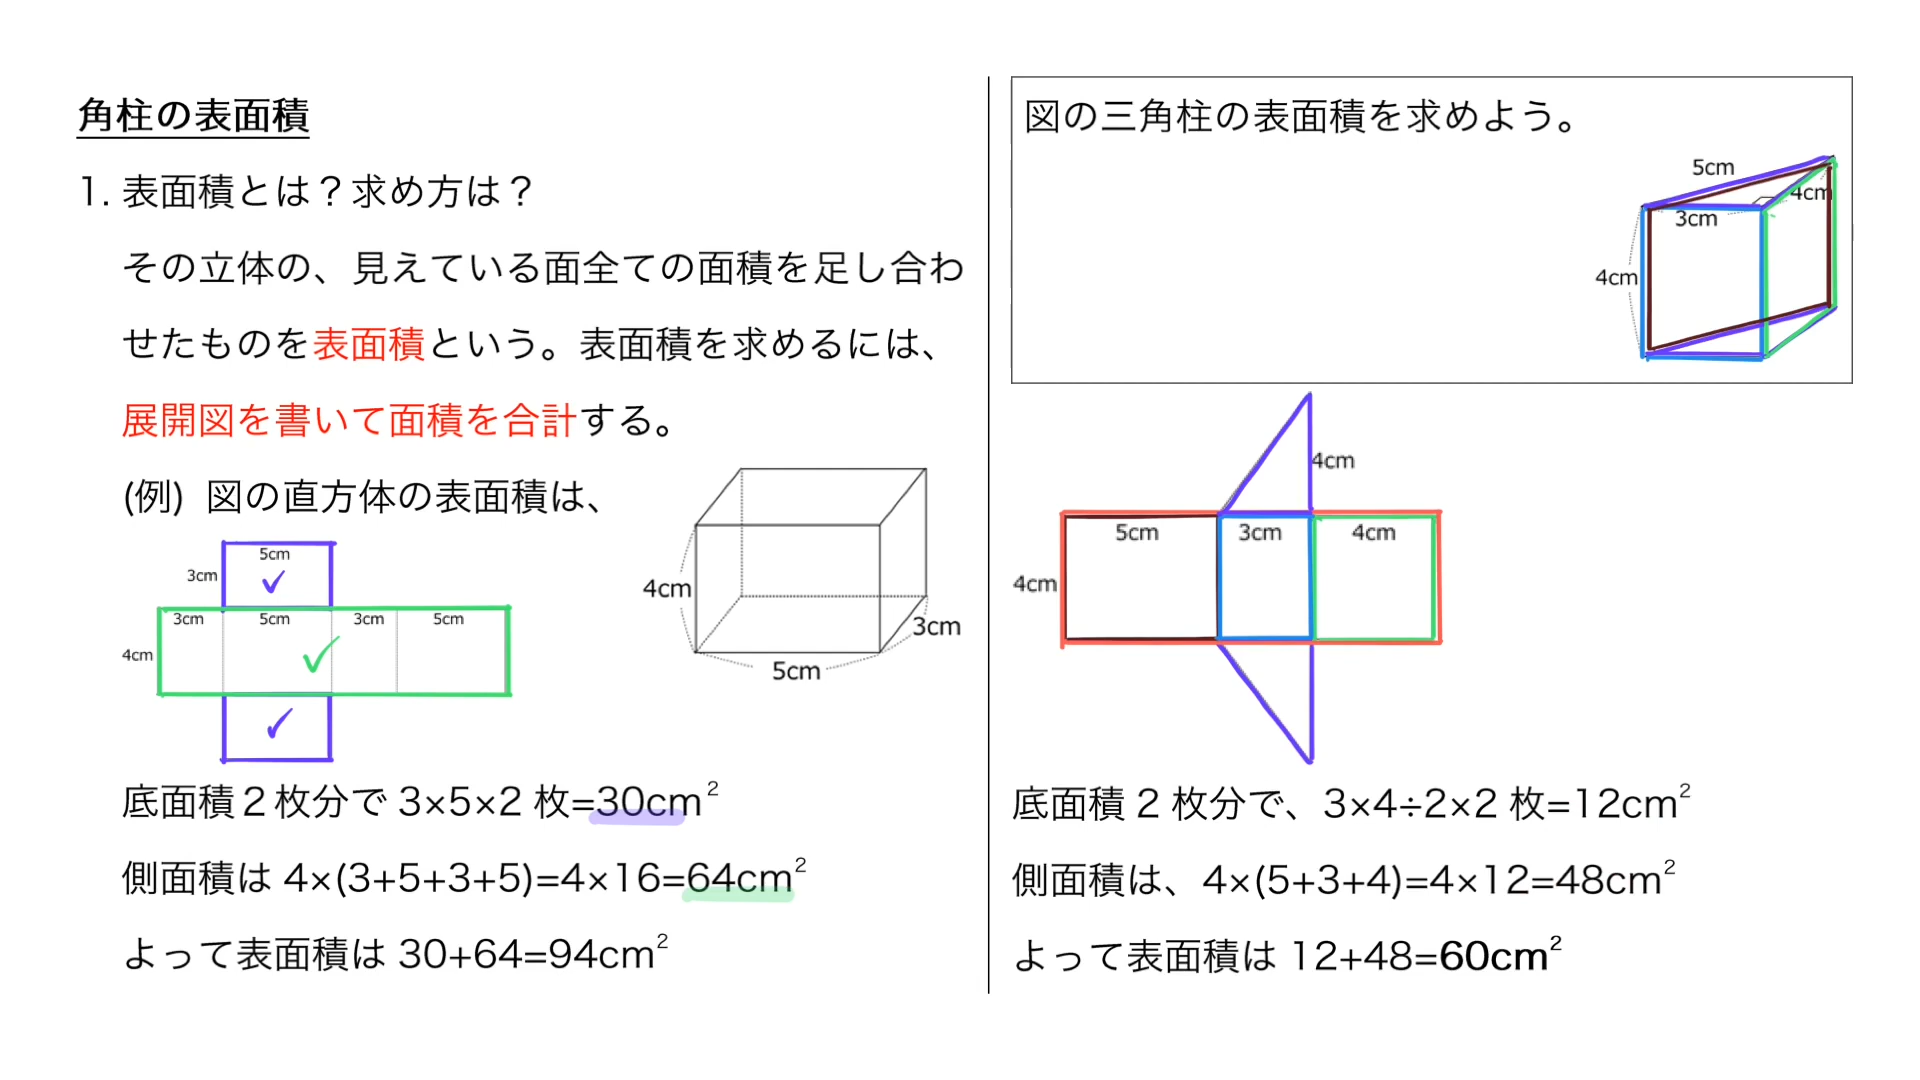 角柱の表面積
1. 表面積とは？求め方は？
その立体の、見えている面全ての面積を足し合わ
せたものを表面積という。表面積を求めるには、
展開図を書いて面積を合計する。
(例) 図の直方体の表面積は、
5cm
3cm
3cm 5cm 3cm 5cm
4cm
4cm
3cm
5cm
底面積２枚分で 3×5×2 枚=30cm²
側面積は 4×(3+5+3+5)=4×16=64cm²
よって表面積は 30+64=94cm²
図の三角柱の表面積を求めよう。
5cm
4cm
3cm
4cm
4cm
5cm 3cm 4cm
4cm
底面積 2 枚分で、3×4÷2×2 枚=12cm²
側面積は、4×(5+3+4)=4×12=48cm²
よって表面積は 12+48=60cm²